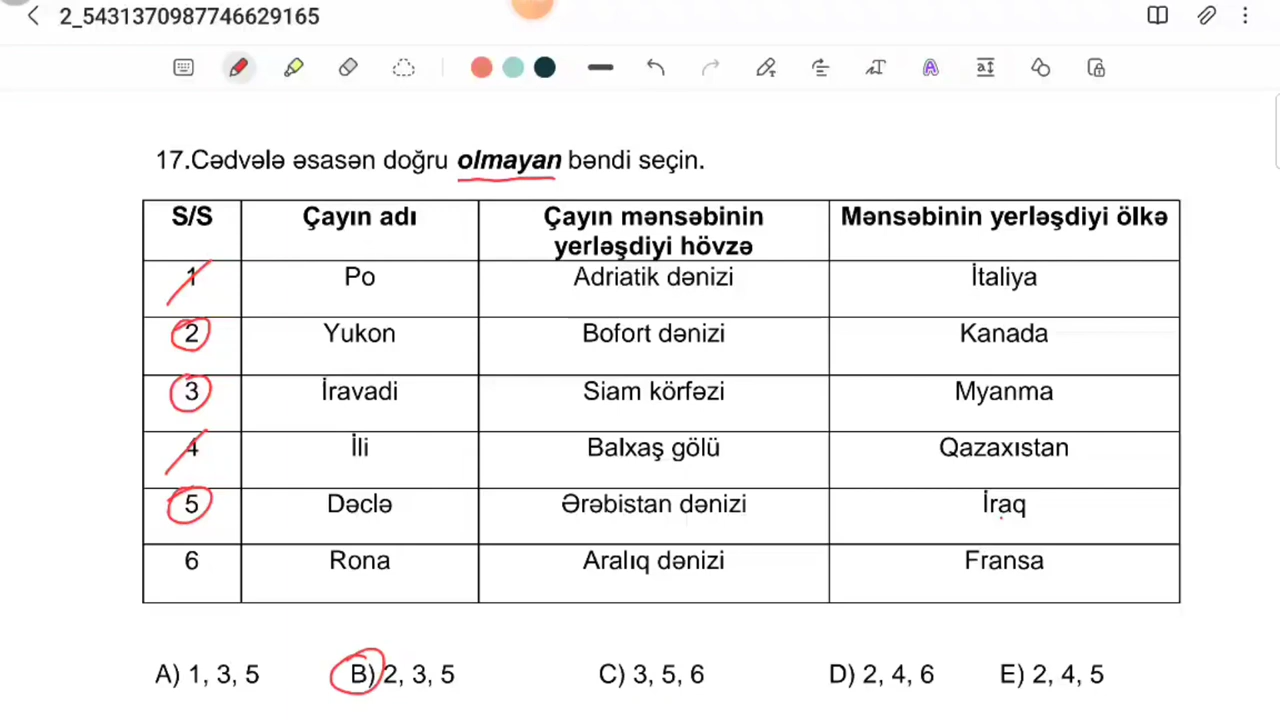 2_5431370987746629165
17.Cədvələ əsasən doğru olmayan bəndi seçin.
S/S Çayın adı Çayın mənsəbinin yerləşdiyi hövzə Mənsəbinin yerləşdiyi ölkə
1 Po Adriatik dənizi İtaliya
2 Yukon Bofort dənizi Kanada
3 İravadi Siam körfəzi Myanma
4 İli Balxaş gölü Qazaxıstan
5 Dəclə Ərəbistan dənizi İraq
6 Rona Aralıq dənizi Fransa
A) 1, 3, 5 B) 2, 3, 5 C) 3, 5, 6 D) 2, 4, 6 E) 2, 4, 5